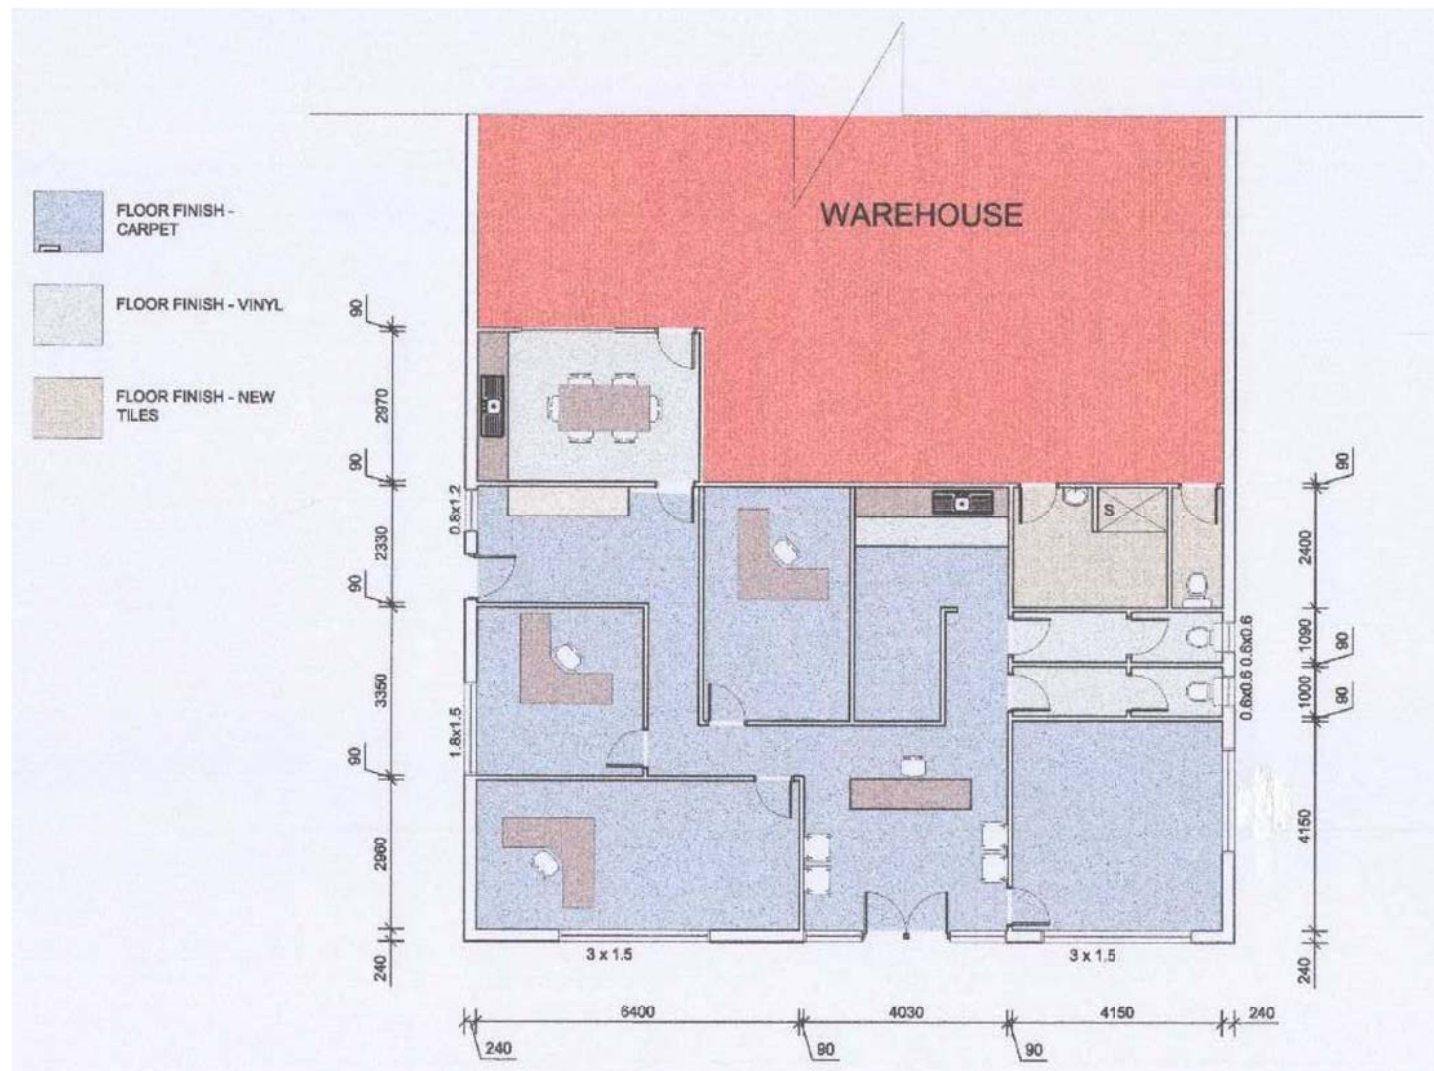 WAREHOUSE
FLOOR FINISH -
CARPET
FLOOR FINISH - VINYL
FLOOR FINISH - NEW
TILES
90
2970
90
2330
90
3350
90
2960
240
0.8x1.2
1.8x1.5
S
90
2400
1090
90
1000
90
4150
240
0.6x0.6 0.6x0.6
3 x 1.5
3 x 1.5
6400
4030
4150
240
240
90
90